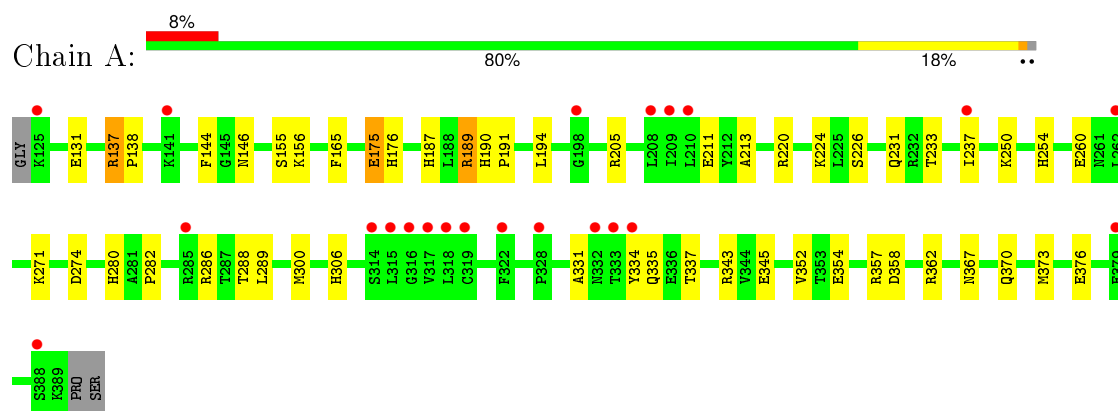 8%
Chain A:
80%
18%
••
GLY K125 E131 R137 P138 K141 F144 G145 N146 S155 K156 F165 E175 H176 H187 L188 R189 H190 P191 L194 G198 R205 L208 I209 L210 E211 Y212 A213 R220 K224 L225 S226 Q231 R232 T233 I237 K250 H254 E260 N261 L262
K271 D274 H280 A281 P282 R285 R286 T287 T288 L289 M300 H306 S314 L315 G316 V317 L318 C319 F322 P328 A331 N332 T333 Y334 Q335 E336 T337 R343 V344 E345 V352 T353 E354 R357 D358 R362 N367 Q370 M373 E376
S388 K389 PRO SER